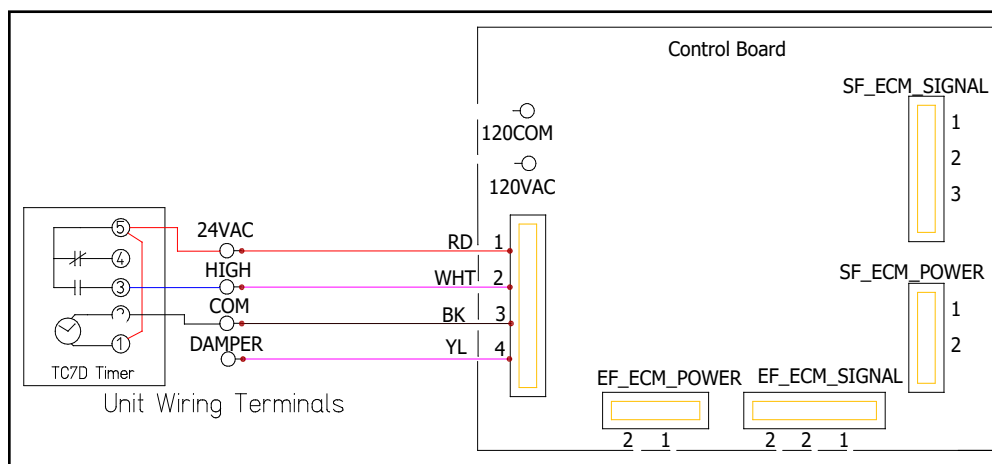 Control Board
SF_ECM_SIGNAL
1
2
3
120COM
120VAC
24VAC
HIGH
COM
DAMPER
RD 1
WHT 2
BK 3
YL 4
5
4
3
2
1
TC7D Timer
Unit Wiring Terminals
SF_ECM_POWER
1
2
EF_ECM_POWER
2 1
EF_ECM_SIGNAL
2 2 1